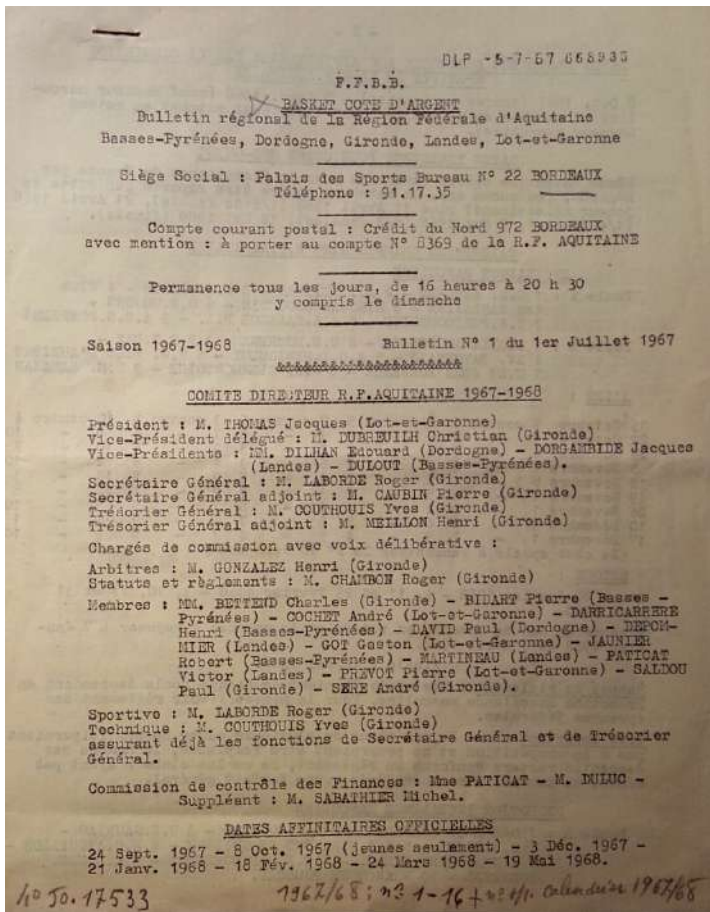 DLP -5-7-67 668935
F.F.B.B.
BASKET COTE D'ARGENT
Bulletin régional de la Région Fédérale d'Aquitaine
Basses-Pyrénées, Dordogne, Gironde, Landes, Lot-et-Garonne
Siège Social : Palais des Sports Bureau N° 22 BORDEAUX
Téléphone : 91.17.35
Compte courant postal : Crédit du Nord 972 BORDEAUX
avec mention : à porter au compte N° 8369 de la R.F. AQUITAINE
Permanence tous les jours, de 16 heures à 20 h 30
y compris le dimanche
Saison 1967-1968 Bulletin N° 1 du 1er Juillet 1967
&&&&&&&&&&&&&&&&&&&&&
COMITE DIRECTEUR R.F.AQUITAINE 1967-1968
Président : M. THOMAS Jacques (Lot-et-Garonne)
Vice-Président délégué : M. DUBREUILH Christian (Gironde)
Vice-Présidents : MM. DILHAN Edouard (Dordogne) - DORGAMBIDE Jacques
(Landes) - DULOUT (Basses-Pyrénées).
Secrétaire Général : M. LABORDE Roger (Gironde)
Secrétaire Général adjoint : M. CAUBIN Pierre (Gironde)
Trésorier Général : M. COUTHOUIS Yves (Gironde)
Trésorier Général adjoint : M. MEILLON Henri (Gironde)
Chargés de commission avec voix délibérative :
Arbitres : M. GONZALEZ Henri (Gironde)
Statuts et règlements : M. CHAMBON Roger (Gironde)
Membres : MM. BETTEND Charles (Gironde) - BIDART Pierre (Basses -
Pyrénées) - COCHET André (Lot-et-Garonne) - DARRICARRERE
Henri (Basses-Pyrénées) - DAVID Paul (Dordogne) - DEPOM-
MIER (Landes) - GOT Gaston (Lot-et-Garonne) - JAUNIER
Robert (Basses-Pyrénées) - MARTINEAU (Landes) - PATICAT
Victor (Landes) - PREVOT Pierre (Lot-et-Garonne) - SALDOU
Paul (Gironde) - SERE André (Gironde).
Sportive : M. LABORDE Roger (Gironde)
Technique : M. COUTHOUIS Yves (Gironde)
assurant déjà les fonctions de Secrétaire Général et de Trésorier
Général.
Commission de contrôle des Finances : Mme PATICAT - M. DULUC -
Suppléant : M. SABATHIER Michel.
DATES AFFINITAIRES OFFICIELLES
24 Sept. 1967 - 8 Oct. 1967 (jeunes seulement) - 3 Déc. 1967 -
21 Janv. 1968 - 18 Fév. 1968 - 24 Mars 1968 - 19 Mai 1968.
4° Jo. 17533 1967/68 : n° 1-16 + calendrier 1967/68